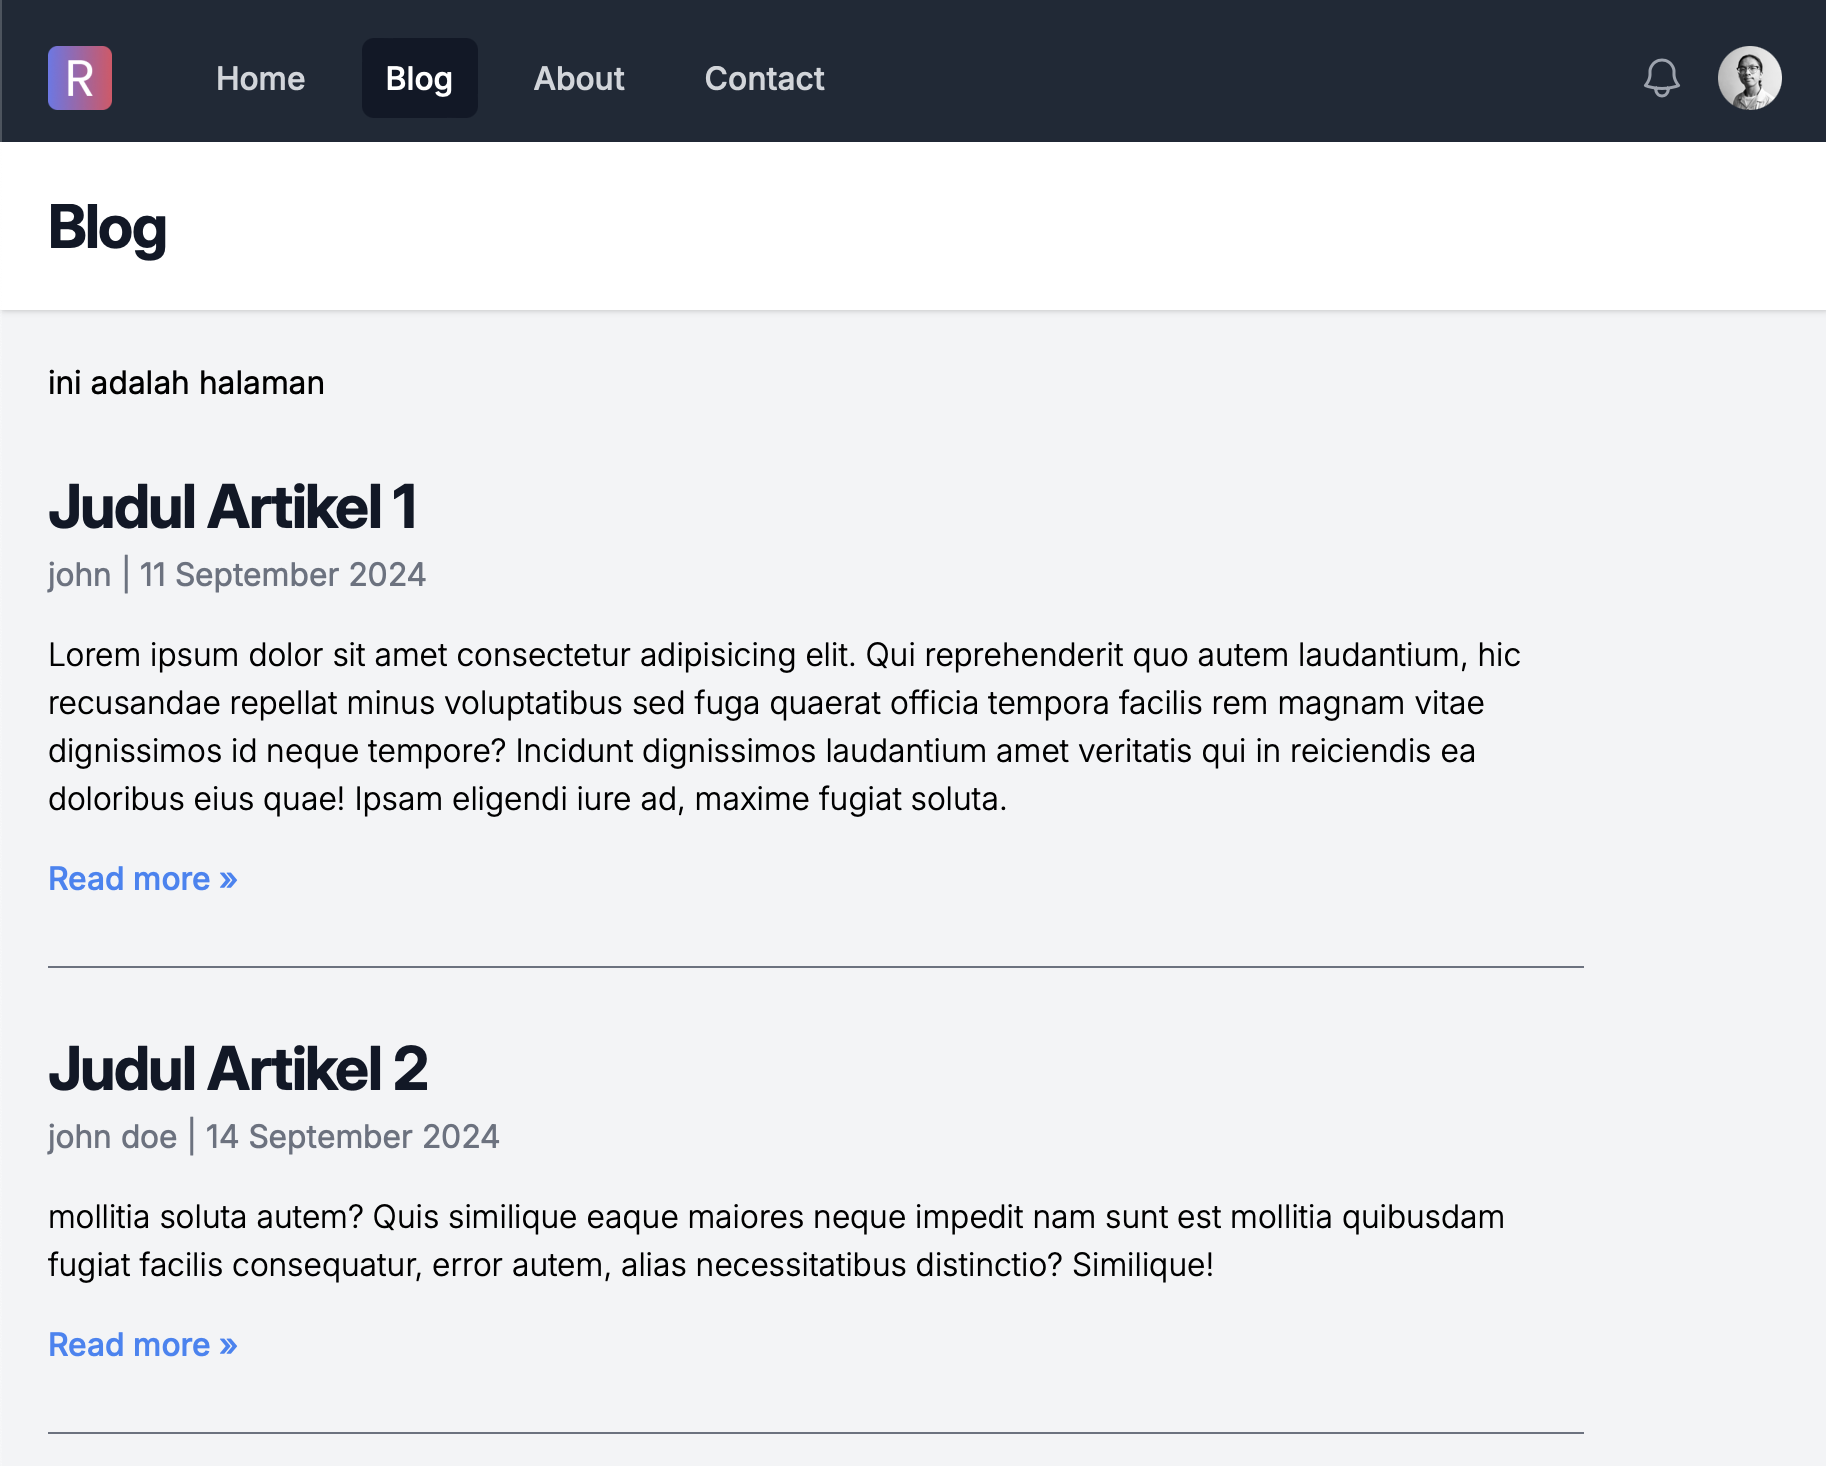 R
Home Blog About Contact
Blog
ini adalah halaman
Judul Artikel 1
john | 11 September 2024
Lorem ipsum dolor sit amet consectetur adipisicing elit. Qui reprehenderit quo autem laudantium, hic
recusandae repellat minus voluptatibus sed fuga quaerat officia tempora facilis rem magnam vitae
dignissimos id neque tempore? Incidunt dignissimos laudantium amet veritatis qui in reiciendis ea
doloribus eius quae! Ipsam eligendi iure ad, maxime fugiat soluta.
Read more »
Judul Artikel 2
john doe | 14 September 2024
mollitia soluta autem? Quis similique eaque maiores neque impedit nam sunt est mollitia quibusdam
fugiat facilis consequatur, error autem, alias necessitatibus distinctio? Similique!
Read more »